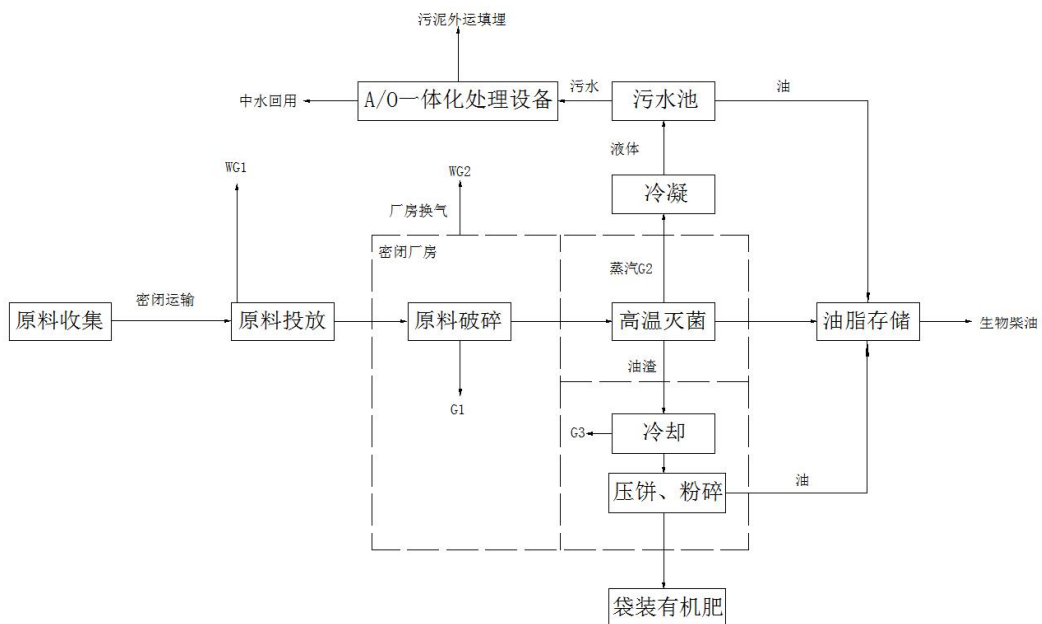 污泥外运填埋
中水回用
A/O一体化处理设备
污水
污水池
油
液体
WG1
WG2
冷凝
厂房换气
密闭厂房
蒸汽G2
密闭运输
原料收集
原料投放
原料破碎
高温灭菌
油脂存储
生物柴油
油渣
G1
G3
冷却
压饼、粉碎
油
袋装有机肥